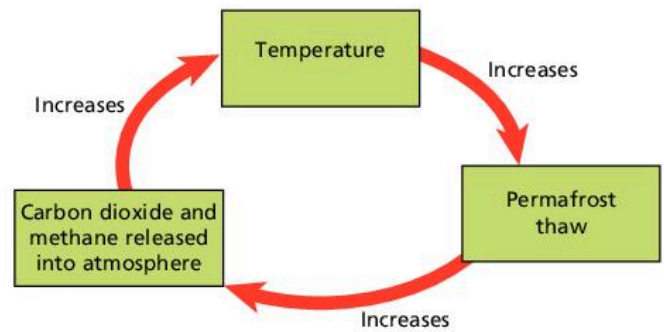 Temperature
Increases
Permafrost
thaw
Increases
Carbon dioxide and
methane released
into atmosphere
Increases